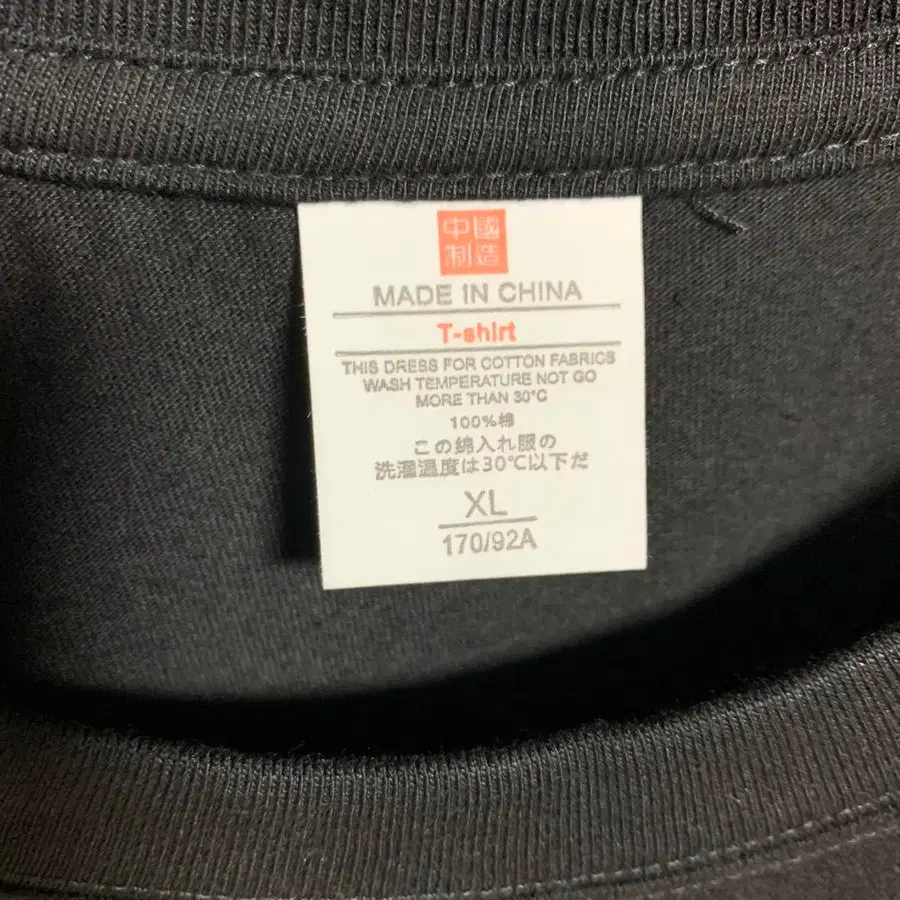 中國
制造
MADE IN CHINA
T-shirt
THIS DRESS FOR COTTON FABRICS
WASH TEMPERATURE NOT GO
MORE THAN 30°C
100%棉
この綿入れ服の
洗濯温度は30℃以下だ
XL
170/92A